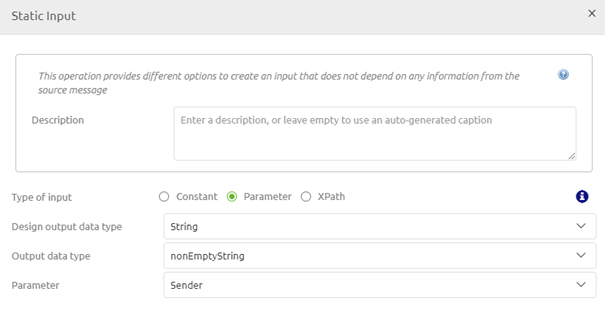 Static Input
This operation provides different options to create an input that does not depend on any information from the
source message
Description
Enter a description, or leave empty to use an auto-generated caption
Type of input Constant Parameter XPath
Design output data type String
Output data type nonEmptyString
Parameter Sender